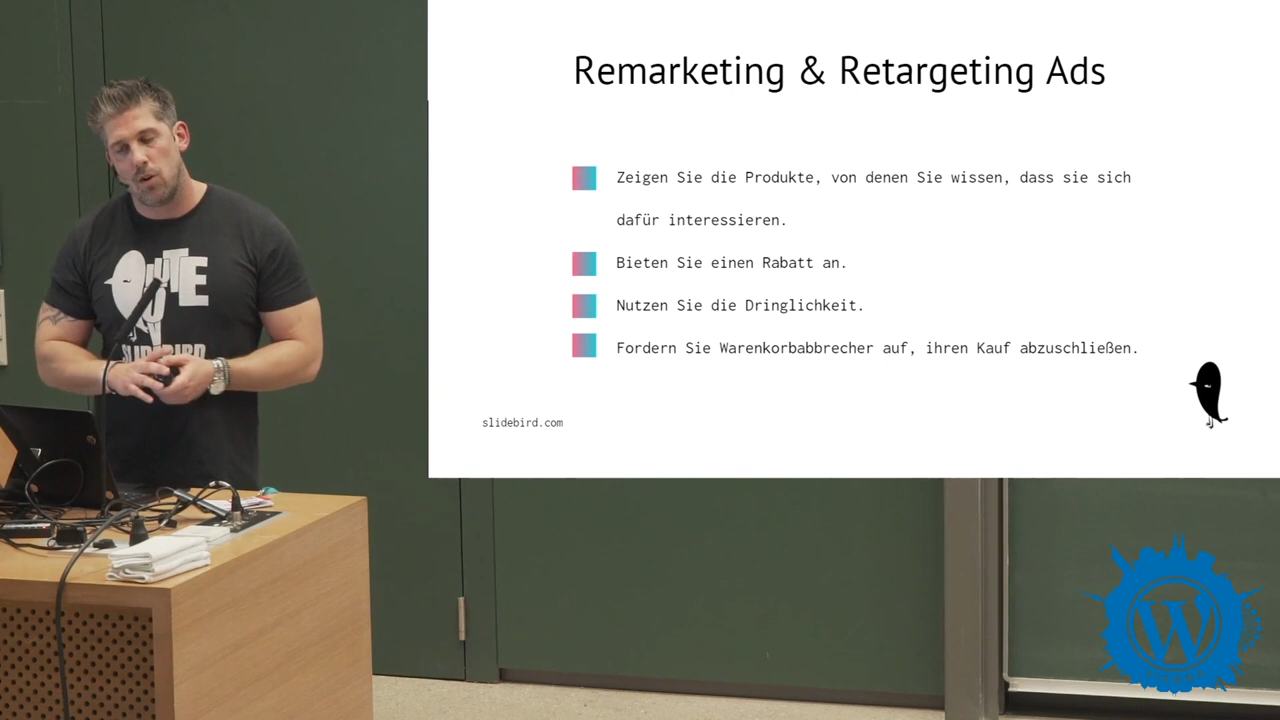 Remarketing & Retargeting Ads
Zeigen Sie die Produkte, von denen Sie wissen, dass sie sich
dafür interessieren.
Bieten Sie einen Rabatt an.
Nutzen Sie die Dringlichkeit.
Fordern Sie Warenkorbabbrecher auf, ihren Kauf abzuschließen.
slidebird.com
SLIDEBIRD
W